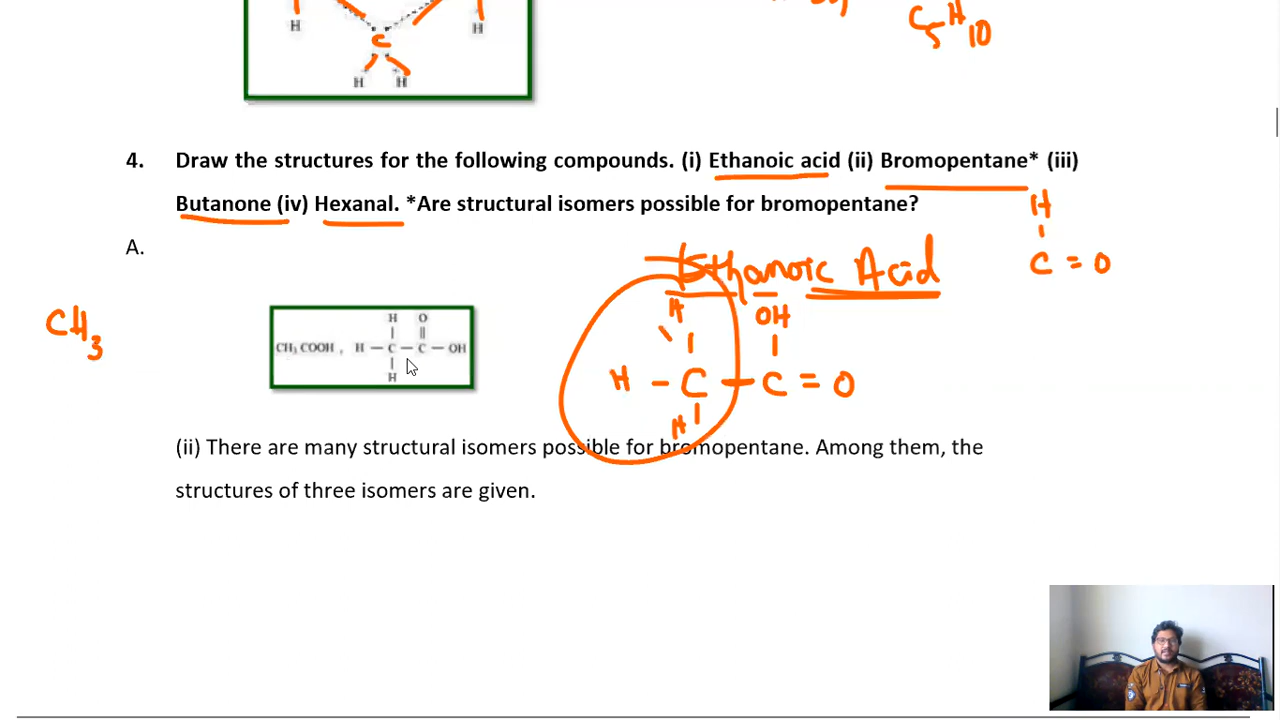 H H
C
H H
C5H10
4. Draw the structures for the following compounds. (i) Ethanoic acid (ii) Bromopentane* (iii)
Butanone (iv) Hexanal. *Are structural isomers possible for bromopentane?
H
C = O
A.
Ethanoic Acid
CH3
H O
CH3 COOH , H — C — C — OH
H
H OH
H - C - C = O
H
(ii) There are many structural isomers possible for bromopentane. Among them, the
structures of three isomers are given.